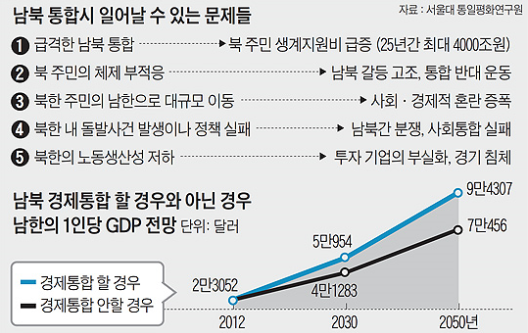 남북 통합시 일어날 수 있는 문제들
자료 : 서울대 통일평화연구원
1 급격한 남북 통합 북 주민 생계지원비 급증 (25년간 최대 4000조원)
2 북 주민의 체제 부적응 남북 갈등 고조, 통합 반대 운동
3 북한 주민의 남한으로 대규모 이동 사회·경제적 혼란 증폭
4 북한 내 돌발사건 발생이나 정책 실패 남북간 분쟁, 사회통합 실패
5 북한의 노동생산성 저하 투자 기업의 부실화, 경기 침체
남북 경제통합 할 경우와 아닌 경우
남한의 1인당 GDP 전망 단위: 달러
9만4307
7만456
5만954
4만1283
2만3052
경제통합 할 경우
경제통합 안할 경우
2012 2030 2050년